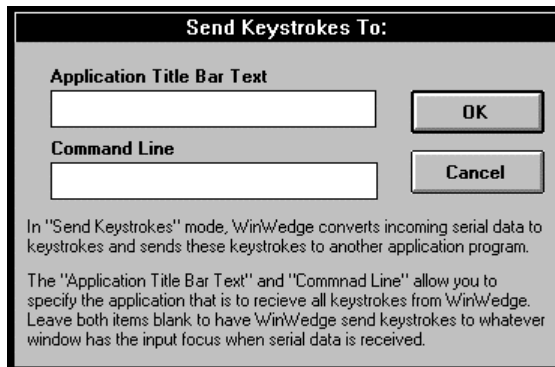 Send Keystrokes To:
Application Title Bar Text
OK
Command Line
Cancel
In "Send Keystrokes" mode, WinWedge converts incoming serial data to
keystrokes and sends these keystrokes to another application program.
The "Application Title Bar Text" and "Commnad Line" allow you to
specify the application that is to recieve all keystrokes from WinWedge.
Leave both items blank to have WinWedge send keystrokes to whatever
window has the input focus when serial data is received.